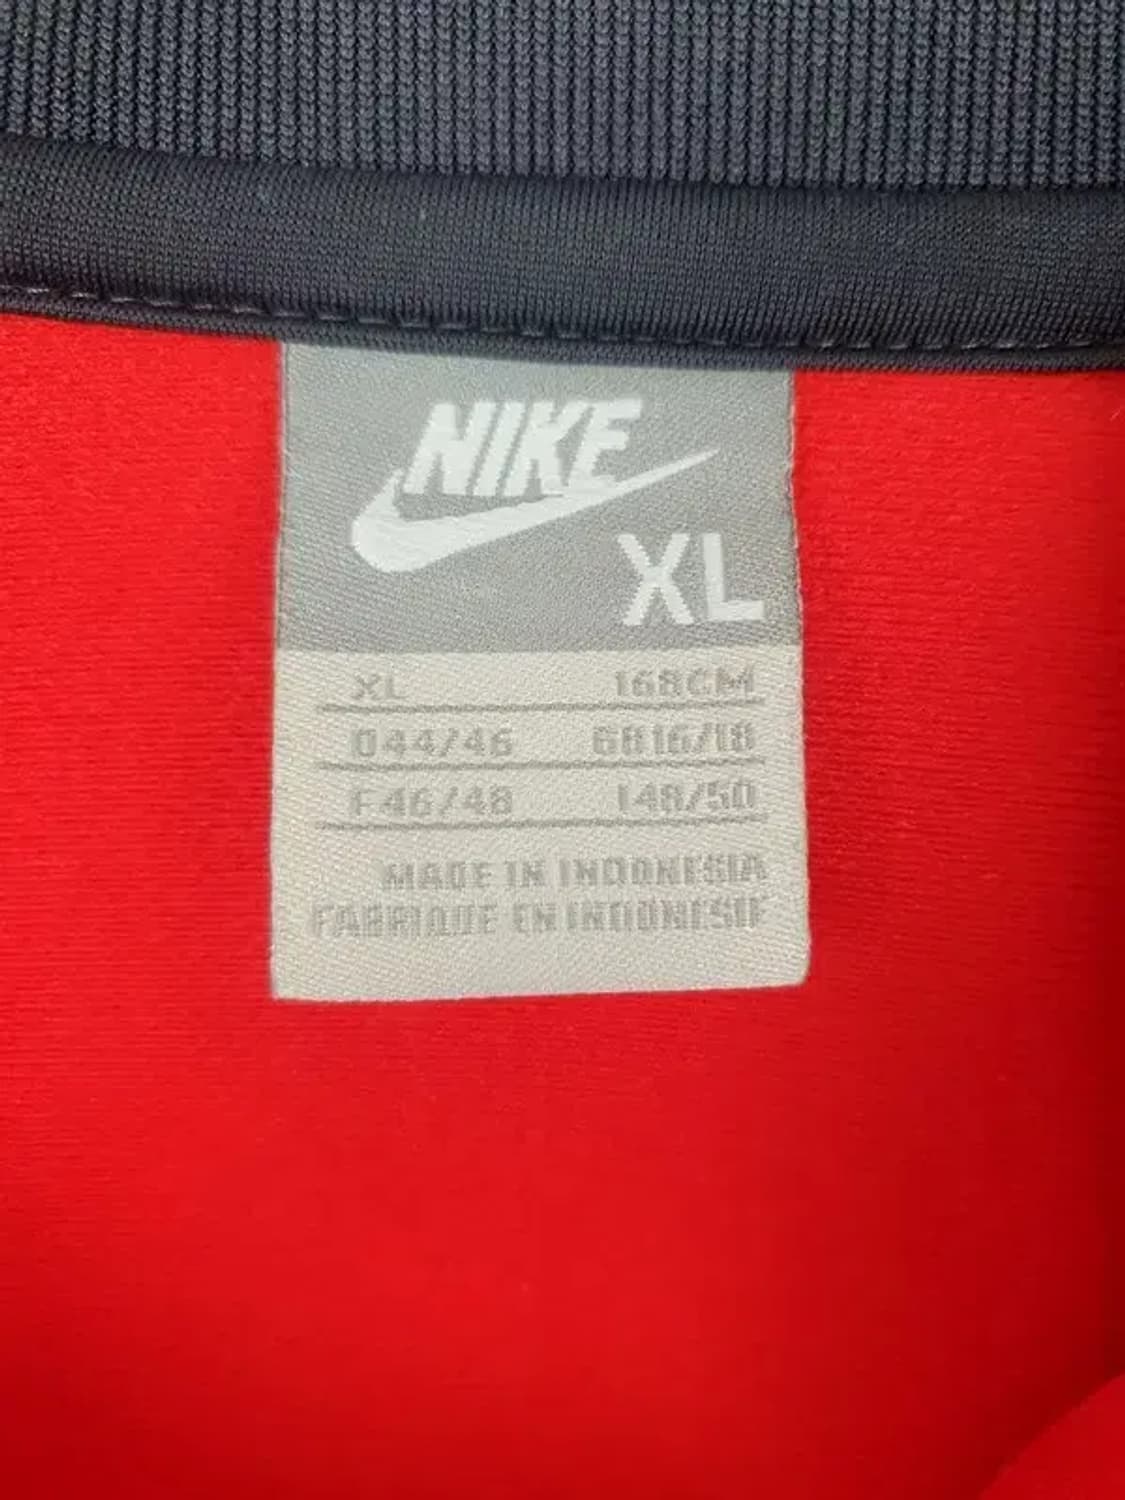 NIKE
XL
XL 168CM
D44/46 GB16/18
F46/48 I48/50
MADE IN INDONESIA
FABRIQUE EN INDONESIE